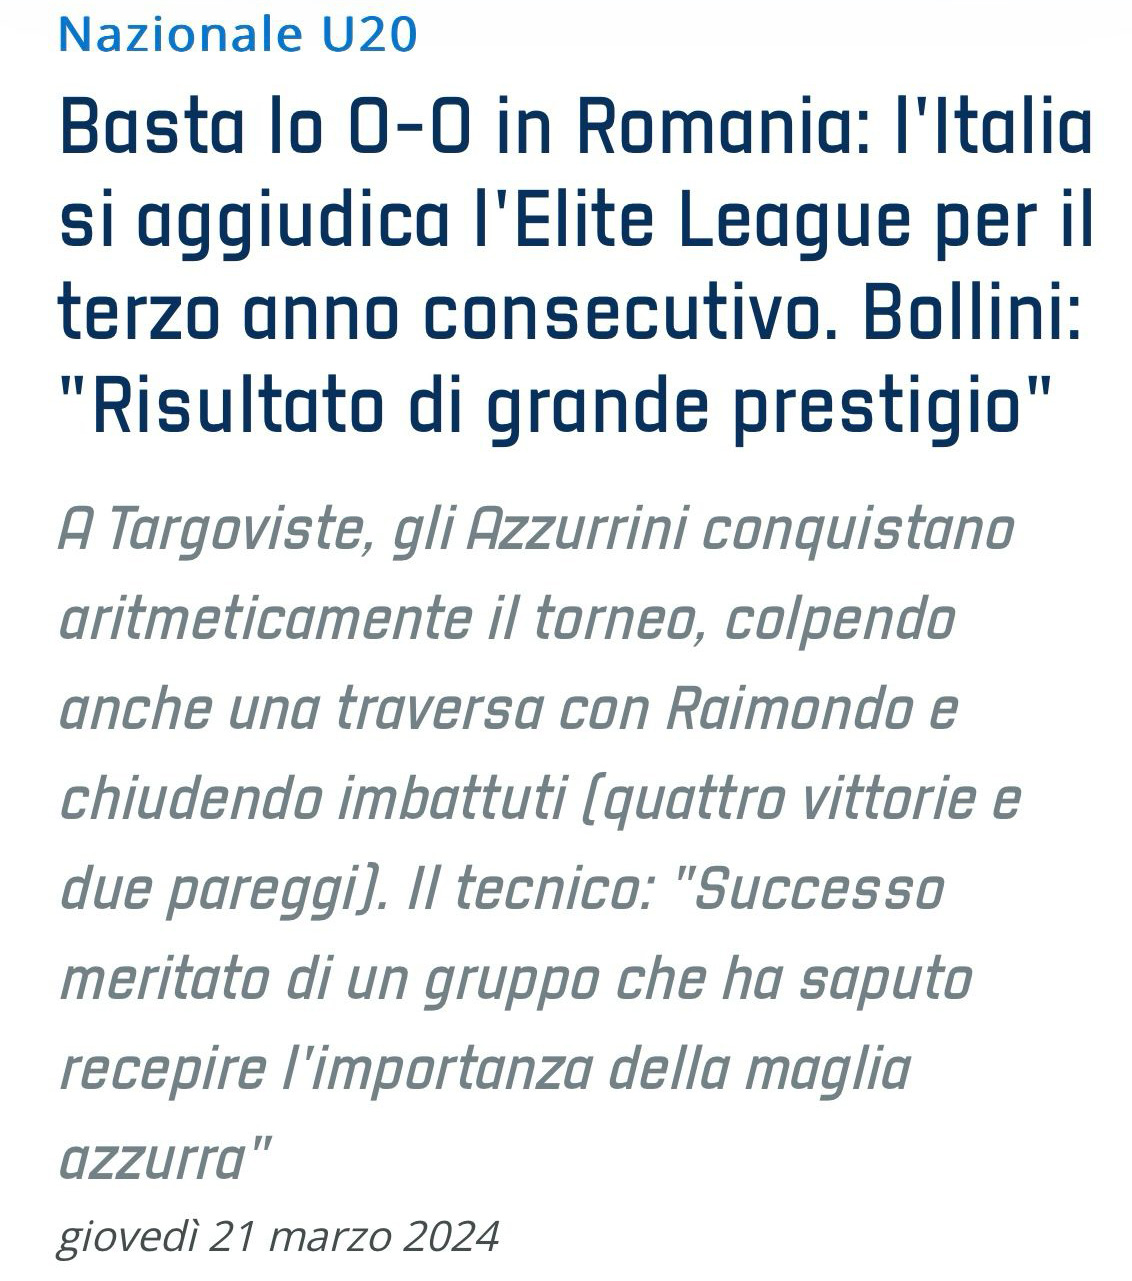 Nazionale U20
Basta lo 0-0 in Romania: l'Italia
si aggiudica l'Elite League per il
terzo anno consecutivo. Bollini:
"Risultato di grande prestigio"
A Targoviste, gli Azzurrini conquistano
aritmeticamente il torneo, colpendo
anche una traversa con Raimondo e
chiudendo imbattuti (quattro vittorie e
due pareggi). Il tecnico: "Successo
meritato di un gruppo che ha saputo
recepire l'importanza della maglia
azzurra"
giovedì 21 marzo 2024